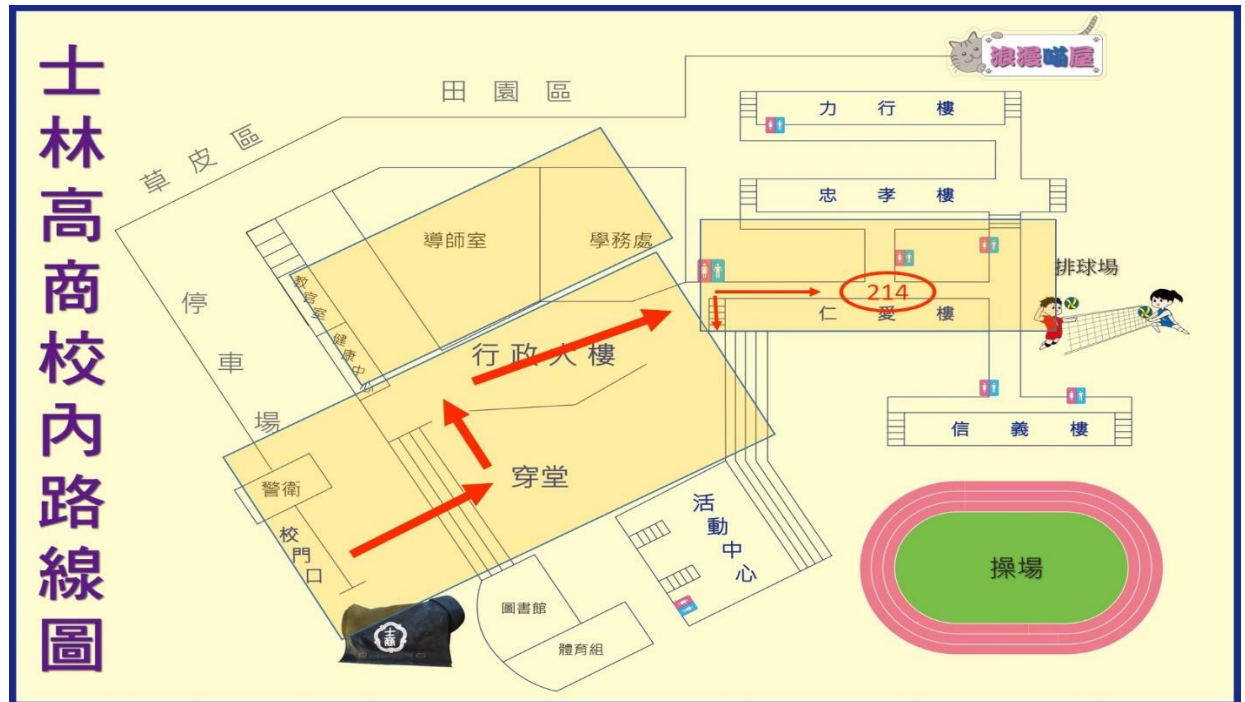 士林高商校內路線圖
浪漫喵屋
田園區
草皮區
力行樓
忠孝樓
導師室
學務處
教官室
健康中心
停車場
214
仁愛樓
排球場
行政大樓
信義樓
穿堂
警衛
校門口
活動中心
操場
圖書館
體育組
士商